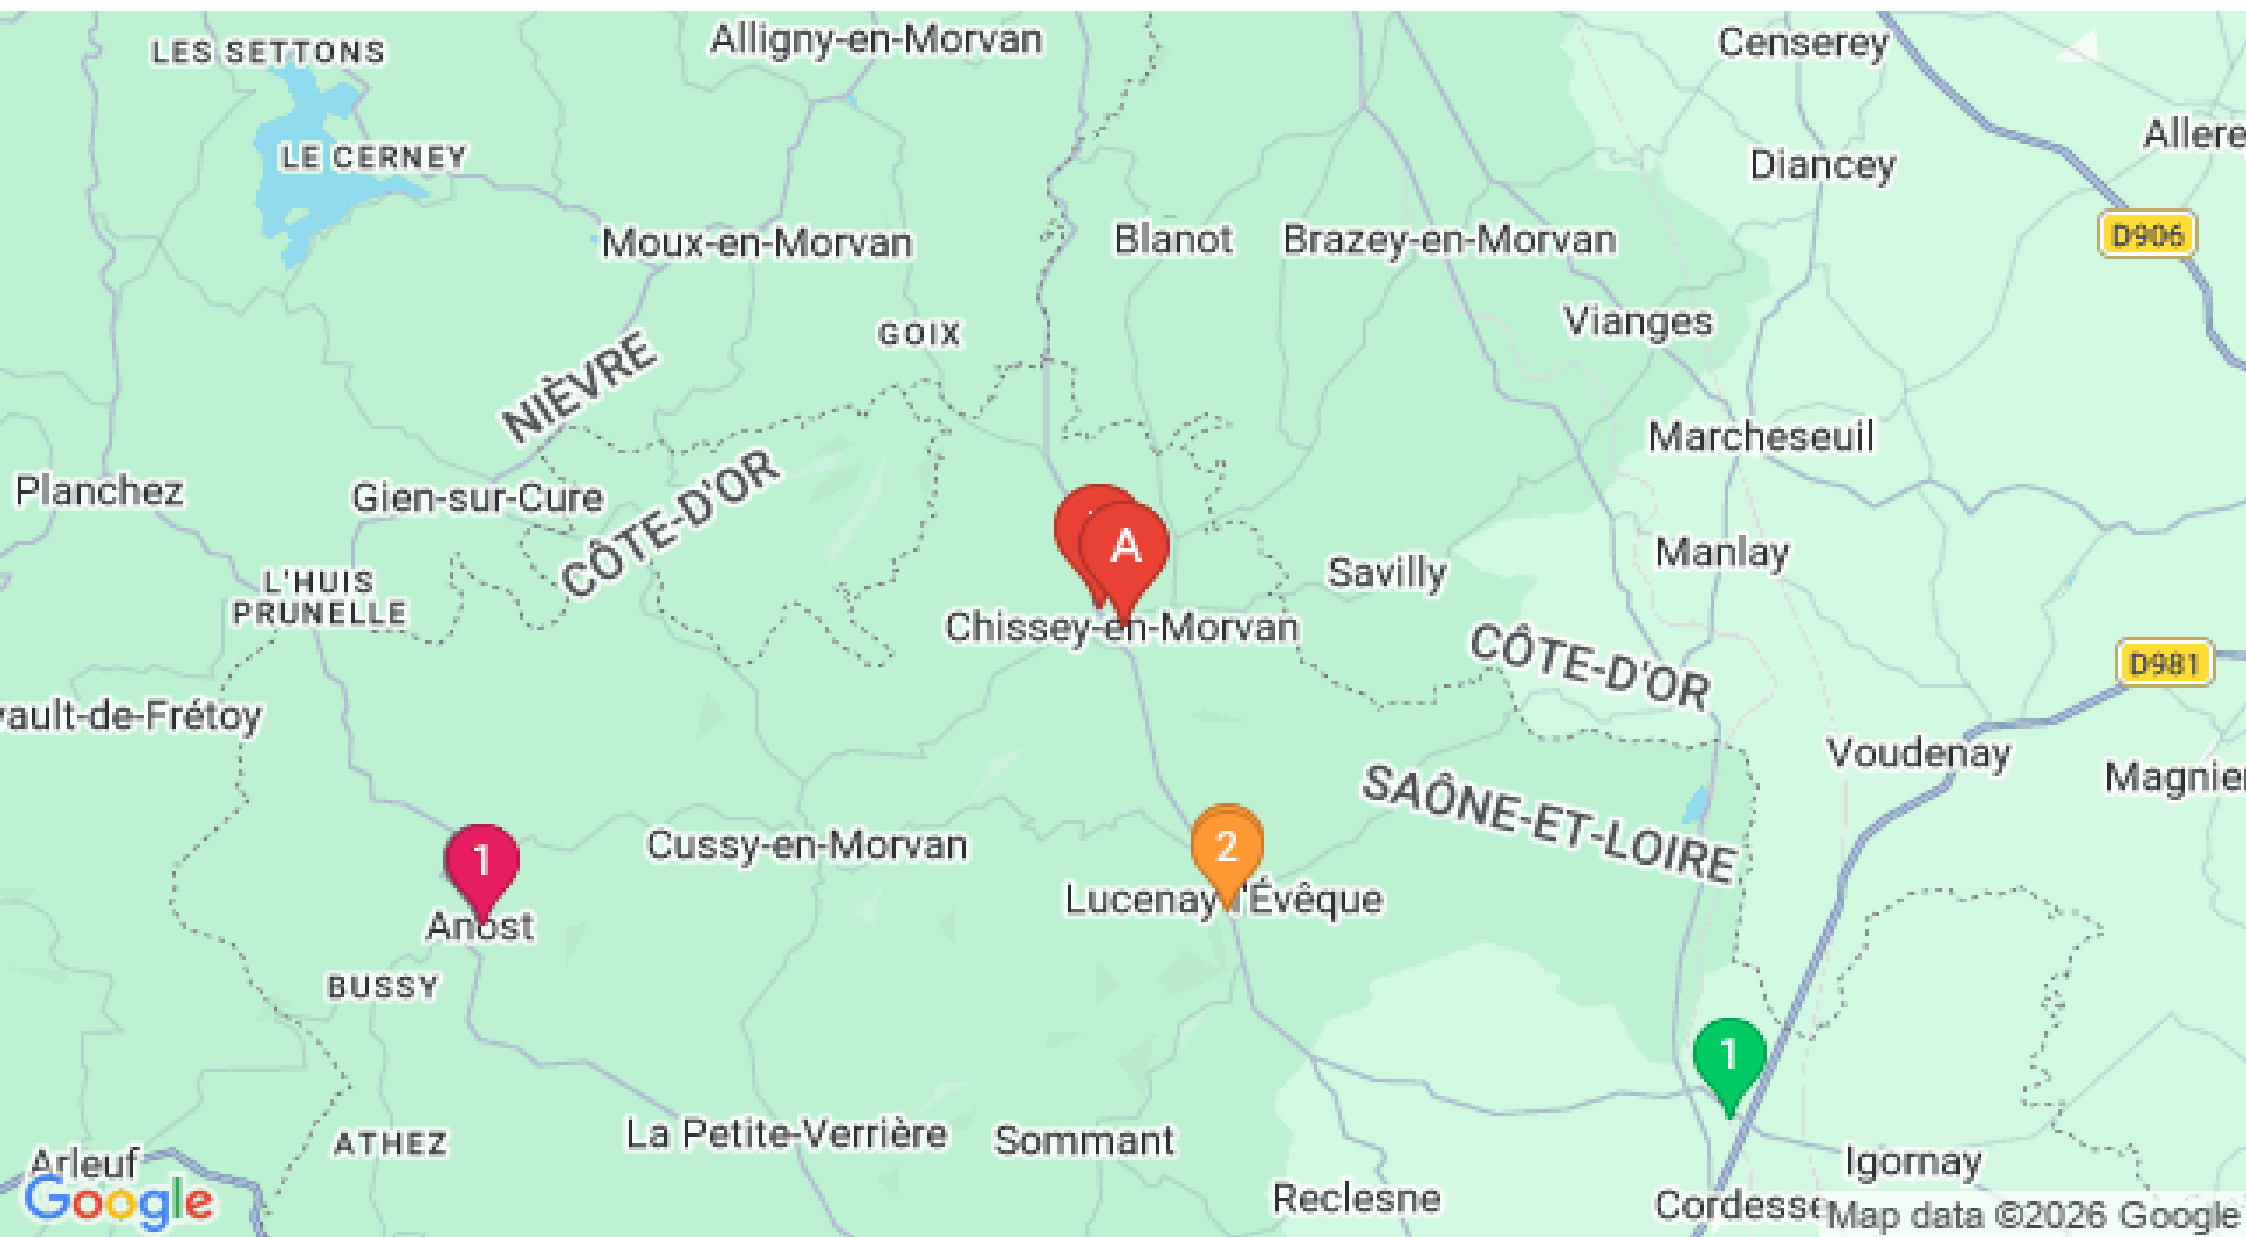 LES SETTONS
Alligny-en-Morvan
Censerey
Allere
LE CERNEY
Diancey
Moux-en-Morvan
Blanot
Brazey-en-Morvan
D906
Vianges
GOIX
NIÈVRE
Marcheseuil
Planchez
Gien-sur-Cure
CÔTE-D'OR
A
Manlay
Savilly
L'HUIS
PRUNELLE
Chissey-en-Morvan
CÔTE-D'OR
D981
vault-de-Frétoy
Voudenay
Magnier
SAÔNE-ET-LOIRE
1
Cussy-en-Morvan
2
Lucenay-l'Évêque
Anost
BUSSY
1
ATHEZ
La Petite-Verrière
Sommant
Arleuf
Igornay
Reclesne
Cordesse
Google
Map data ©2026 Google